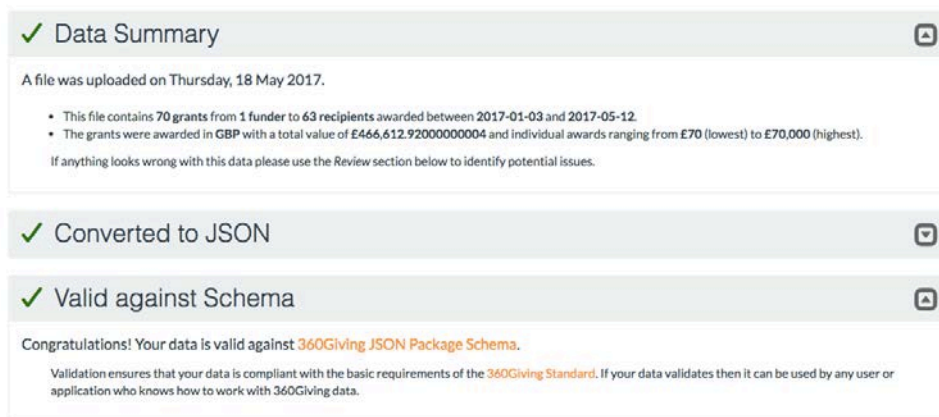 Data Summary
A file was uploaded on Thursday, 18 May 2017.
• This file contains 70 grants from 1 funder to 63 recipients awarded between 2017-01-03 and 2017-05-12.
• The grants were awarded in GBP with a total value of £466,612.92000000004 and individual awards ranging from £70 (lowest) to £70,000 (highest).
If anything looks wrong with this data please use the Review section below to identify potential issues.
Converted to JSON
Valid against Schema
Congratulations! Your data is valid against 360Giving JSON Package Schema.
Validation ensures that your data is compliant with the basic requirements of the 360Giving Standard. If your data validates then it can be used by any user or
application who knows how to work with 360Giving data.